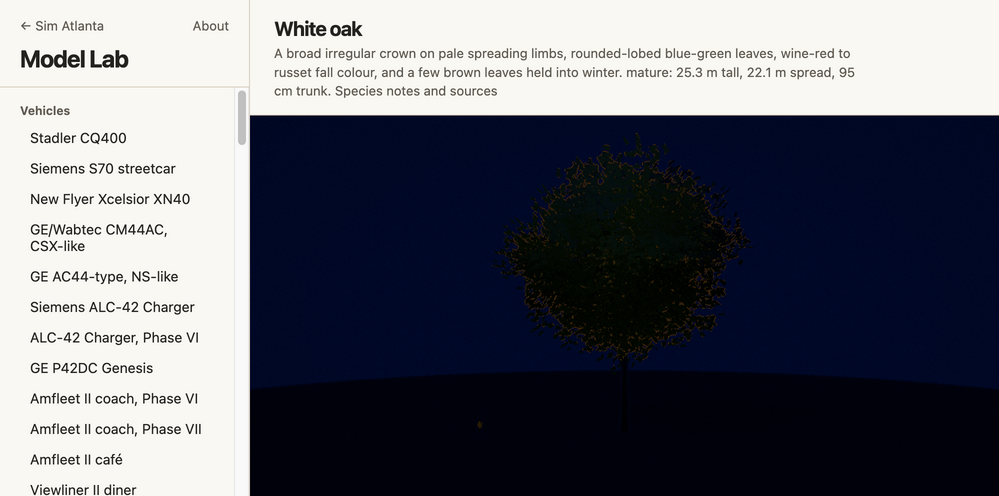 ← Sim Atlanta
About
Model Lab
Vehicles
Stadler CQ400
Siemens S70 streetcar
New Flyer Xcelsior XN40
GE/Wabtec CM44AC,
CSX-like
GE AC44-type, NS-like
Siemens ALC-42 Charger
ALC-42 Charger, Phase VI
GE P42DC Genesis
Amfleet II coach, Phase VI
Amfleet II coach, Phase VII
Amfleet II café
Viewliner II diner
White oak
A broad irregular crown on pale spreading limbs, rounded-lobed blue-green leaves, wine-red to
russet fall colour, and a few brown leaves held into winter. mature: 25.3 m tall, 22.1 m spread, 95
cm trunk. Species notes and sources